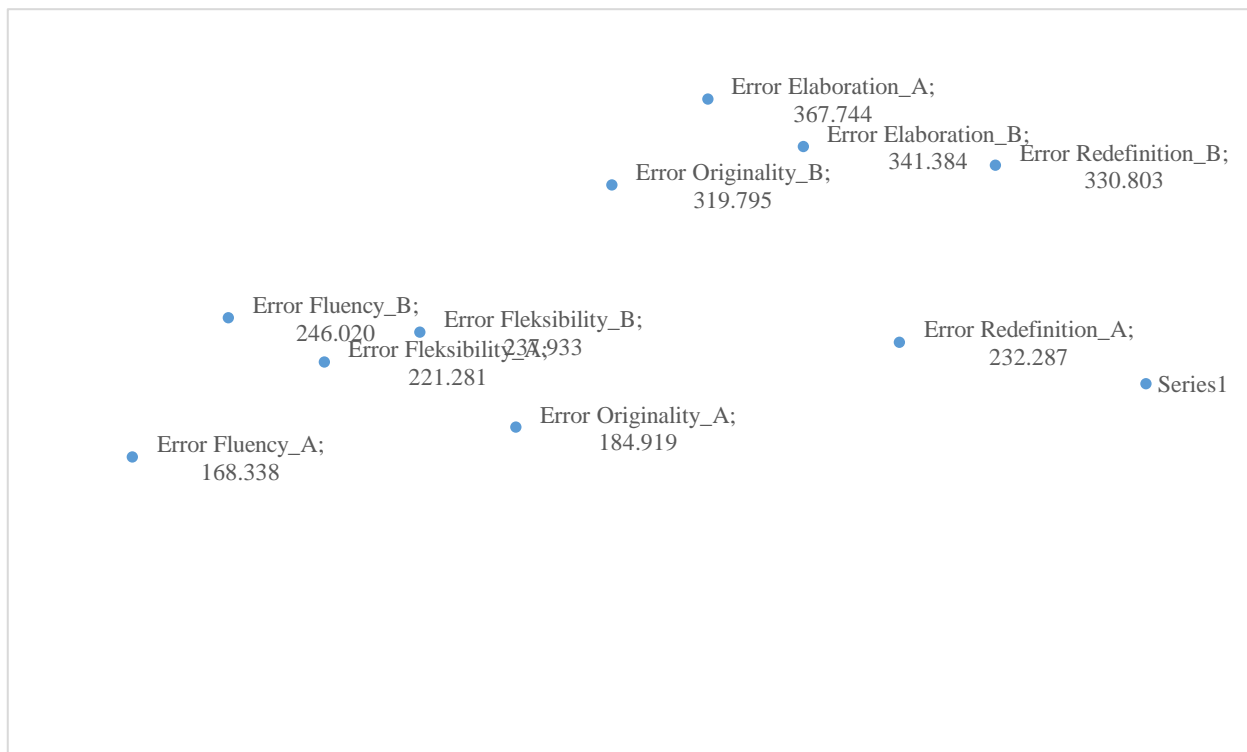 Error Elaboration_A;
367.744
Error Elaboration_B;
341.384
Error Redefinition_B;
330.803
Error Originality_B;
319.795
Error Fluency_B;
246.020
Error Fleksibility_B;
237.933
Error Fleksibility_A;
221.281
Error Redefinition_A;
232.287
Series1
Error Originality_A;
184.919
Error Fluency_A;
168.338